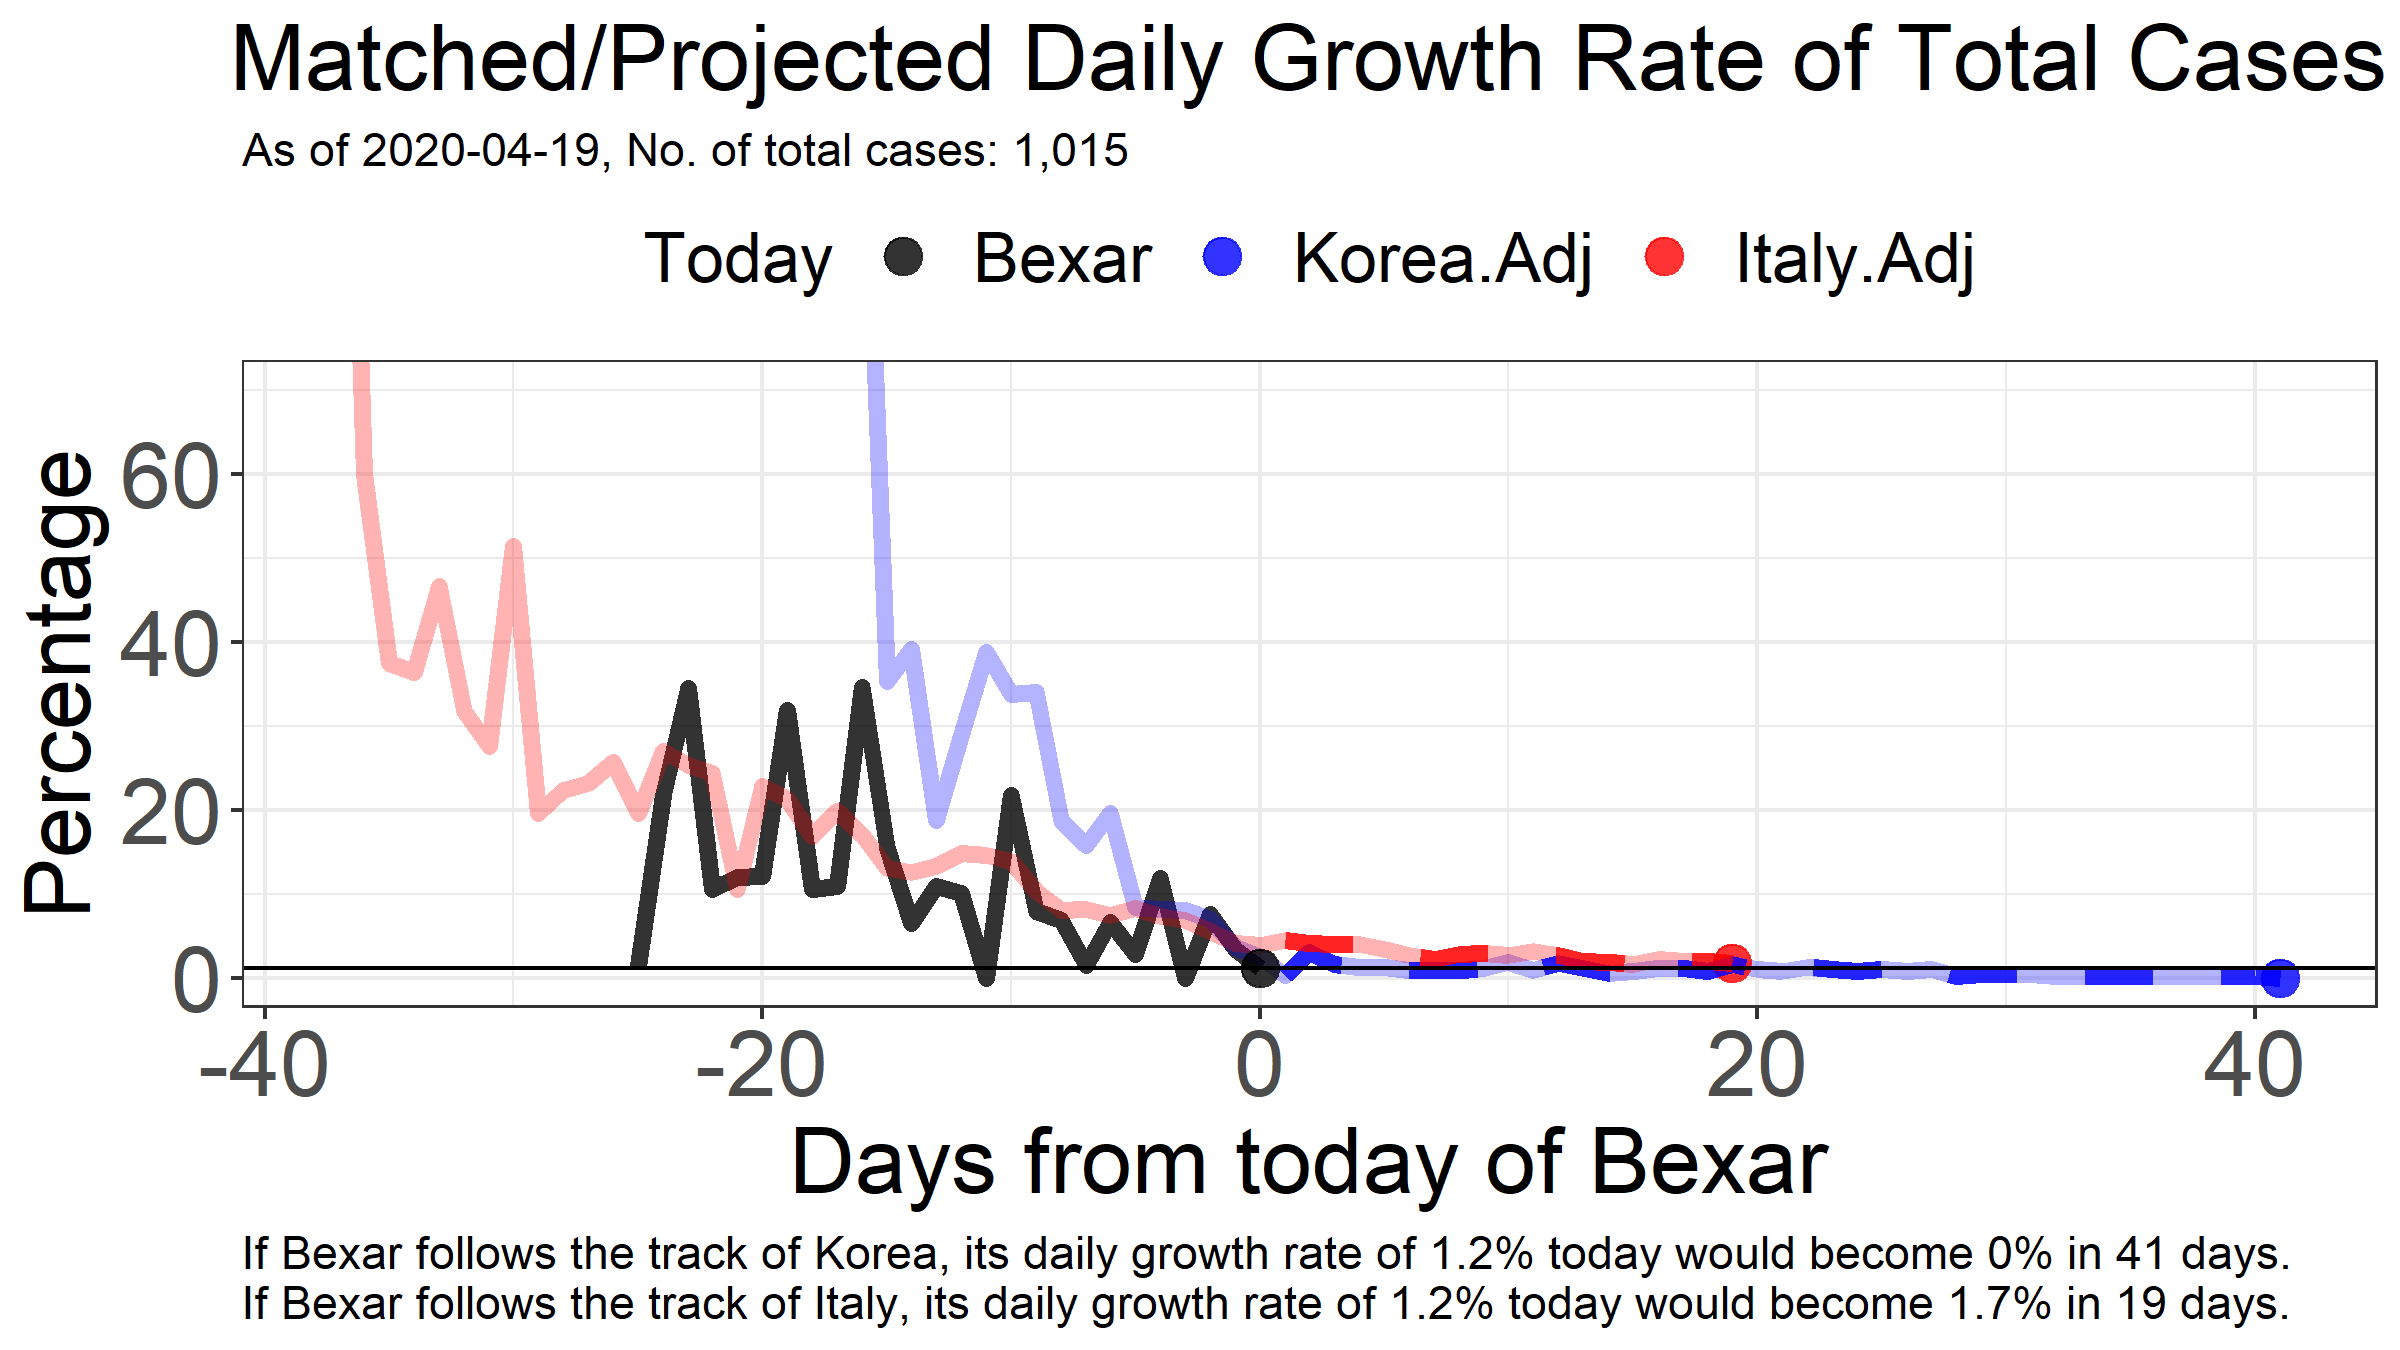 Matched/Projected Daily Growth Rate of Total Cases
As of 2020-04-19, No. of total cases: 1,015
Today Bexar Korea.Adj Italy.Adj
Percentage
60
40
20
0
-40 -20 0 20 40
Days from today of Bexar
If Bexar follows the track of Korea, its daily growth rate of 1.2% today would become 0% in 41 days.
If Bexar follows the track of Italy, its daily growth rate of 1.2% today would become 1.7% in 19 days.